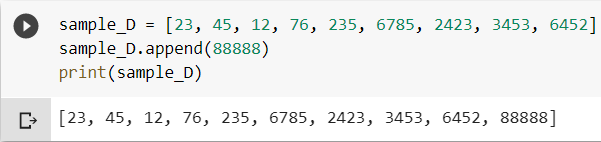 sample_D = [23, 45, 12, 76, 235, 6785, 2423, 3453, 6452]
sample_D.append(88888)
print(sample_D)
[23, 45, 12, 76, 235, 6785, 2423, 3453, 6452, 88888]